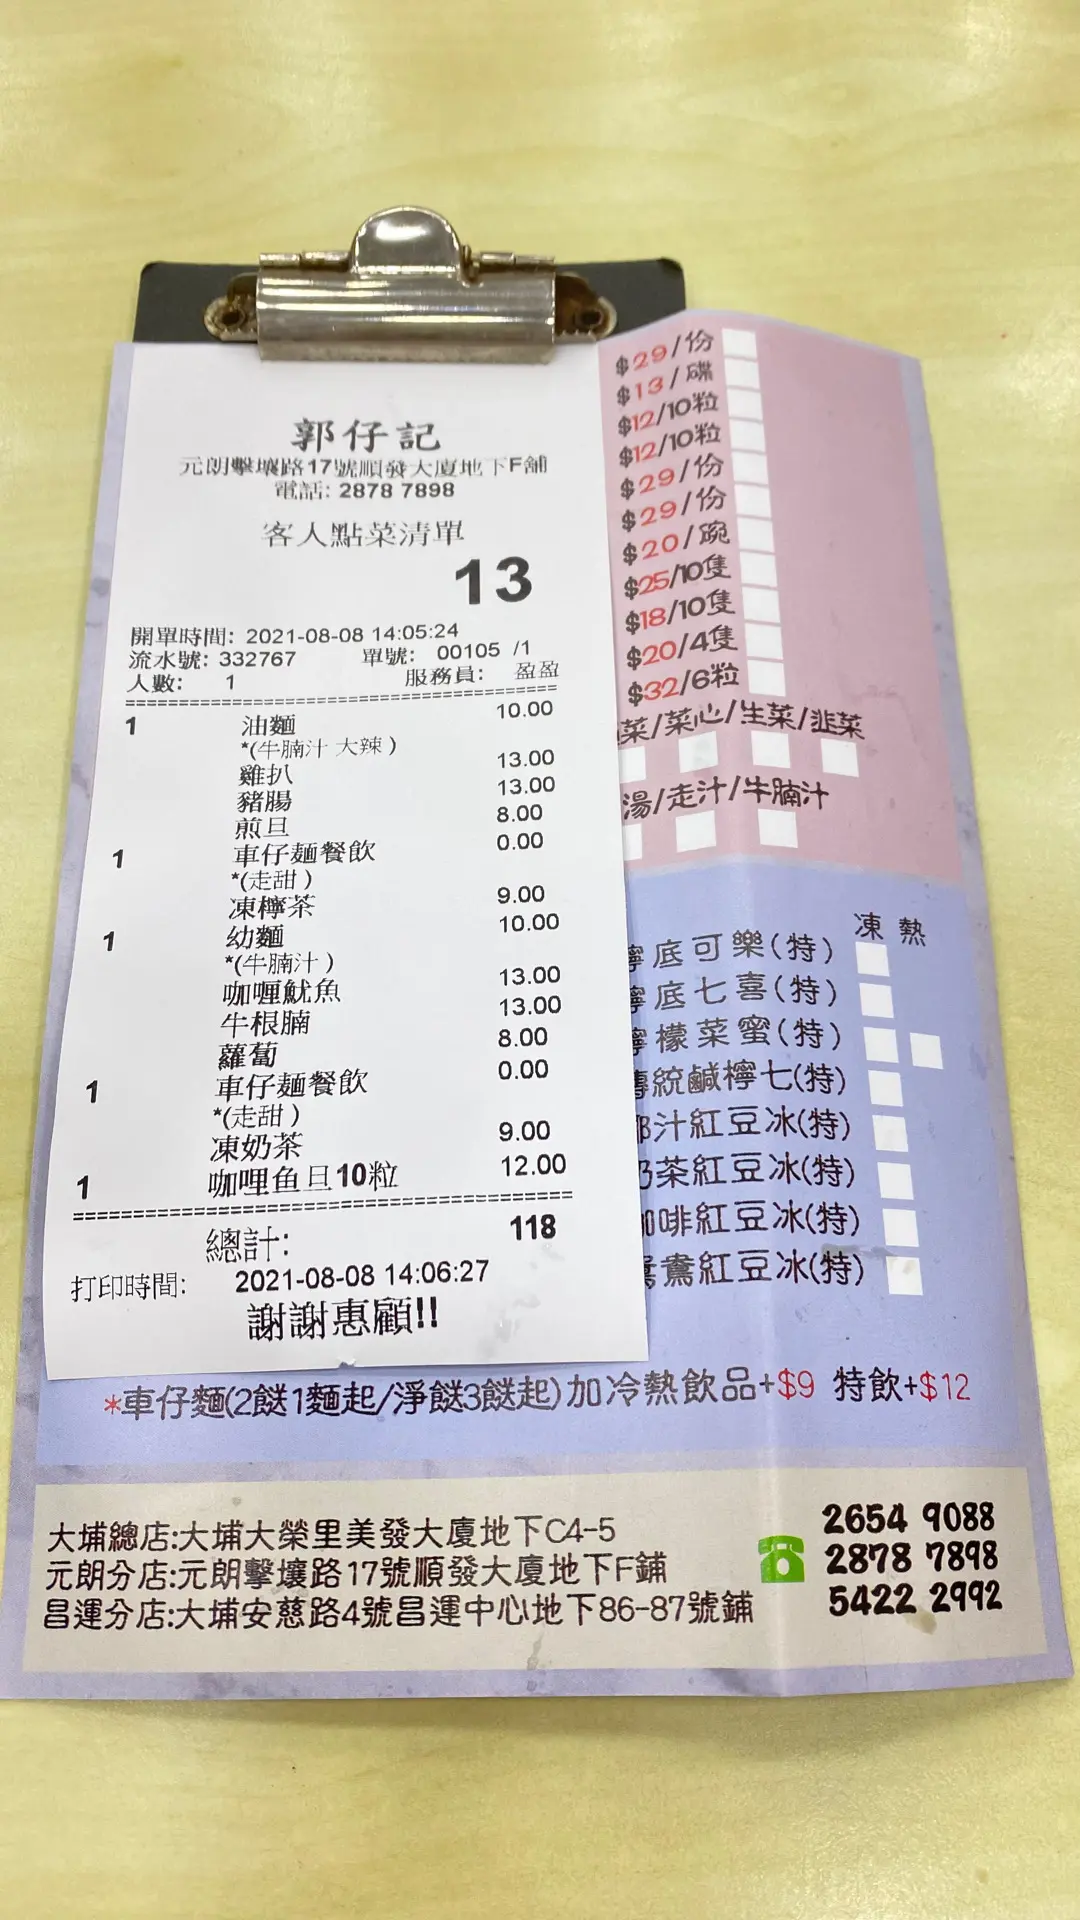 郭仔記
元朗擊壤路17號順發大廈地下F舖
電話: 2878 7898
客人點菜清單
13
開單時間: 2021-08-08 14:05:24
流水號: 332767 單號: 00105 /1
人數: 1 服務員: 盈盈
1 油麵 10.00
*(牛腩汁 大辣)
雞扒 13.00
豬腸 13.00
煎旦 8.00
1 車仔麵餐飲 0.00
*(走甜)
凍檸茶 9.00
1 幼麵 10.00
*(牛腩汁)
咖喱魷魚 13.00
牛根腩 13.00
蘿蔔 8.00
1 車仔麵餐飲 0.00
*(走甜)
凍奶茶 9.00
1 咖哩鱼旦10粒 12.00
總計: 118
打印時間: 2021-08-08 14:06:27
謝謝惠顧!!
$29/份
$13/碟
$12/10粒
$12/10粒
$29/份
$29/份
$20/碗
$25/10隻
$18/10隻
$20/4隻
$32/6粒
菜/菜心/生菜/韭菜
湯/走汁/牛腩汁
凍 熱
檸底可樂(特)
檸底七喜(特)
檸檬菜蜜(特)
傳統鹹檸七(特)
椰汁紅豆冰(特)
奶茶紅豆冰(特)
咖啡紅豆冰(特)
鴛鴦紅豆冰(特)
*車仔麵(2餸1麵起/淨餸3餸起)加冷熱飲品+$9 特飲+$12
大埔總店:大埔大榮里美發大廈地下C4-5 2654 9088
元朗分店:元朗擊壤路17號順發大廈地下F鋪 2878 7898
昌運分店:大埔安慈路4號昌運中心地下86-87號鋪 5422 2992